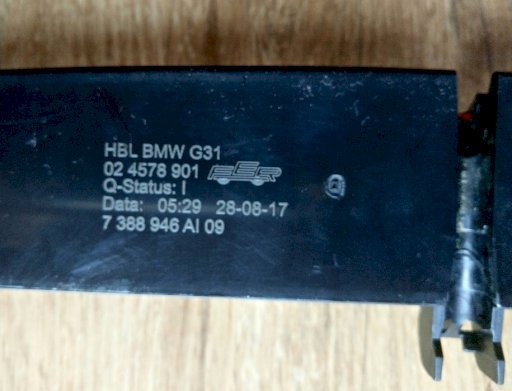 HBL BMW G31
02 4578 901
Q-Status: I
Data: 05:29 28-08-17
7 388 946 AI 09